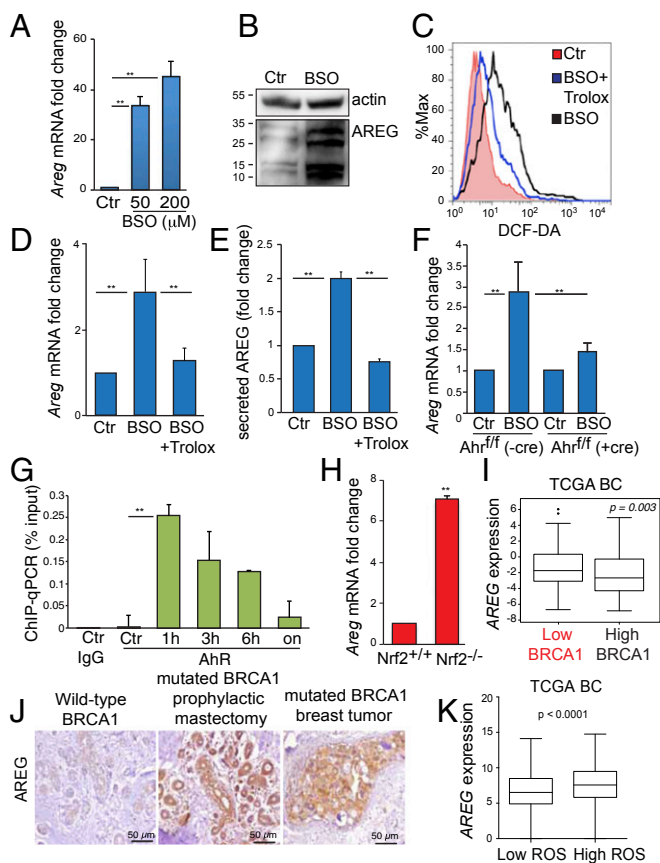 A
Areg mRNA fold change
60
40
20
0
**
**
Ctr 50 200
BSO (µM)
B
Ctr BSO
55
actin
35
25
15
10
AREG
C
%Max
100
80
60
40
20
0
Ctr
BSO+
Trolox
BSO
10⁰ 10¹ 10² 10³ 10⁴
DCF-DA
D
Areg mRNA fold change
4
2
1
0
** **
Ctr BSO BSO
+Trolox
E
secreted AREG (fold change)
2.5
2
1.5
1
0.5
0
** **
Ctr BSO BSO
+Trolox
F
Areg mRNA fold change
4
3.5
3
2.5
2
1.5
1
0.5
0
** **
Ctr BSO Ctr BSO
Ahrf/f (-cre) Ahrf/f (+cre)
G
ChIP-qPCR (% input)
0.3
0.25
0.2
0.15
0.1
0.05
0
**
Ctr Ctr 1h 3h 6h on
IgG AhR
H
Areg mRNA fold change
8
6
4
2
0
**
Nrf2+/+ Nrf2-/-
I
TCGA BC
p = 0.003
AREG expression
8
6
4
2
0
-2
-4
-6
-8
Low
BRCA1
High
BRCA1
J
Wild-type
BRCA1
mutated BRCA1
prophylactic
mastectomy
mutated BRCA1
breast tumor
AREG
50 µm 50 µm 50 µm
K
TCGA BC
p < 0.0001
AREG expression
20
15
10
5
0
Low ROS High ROS